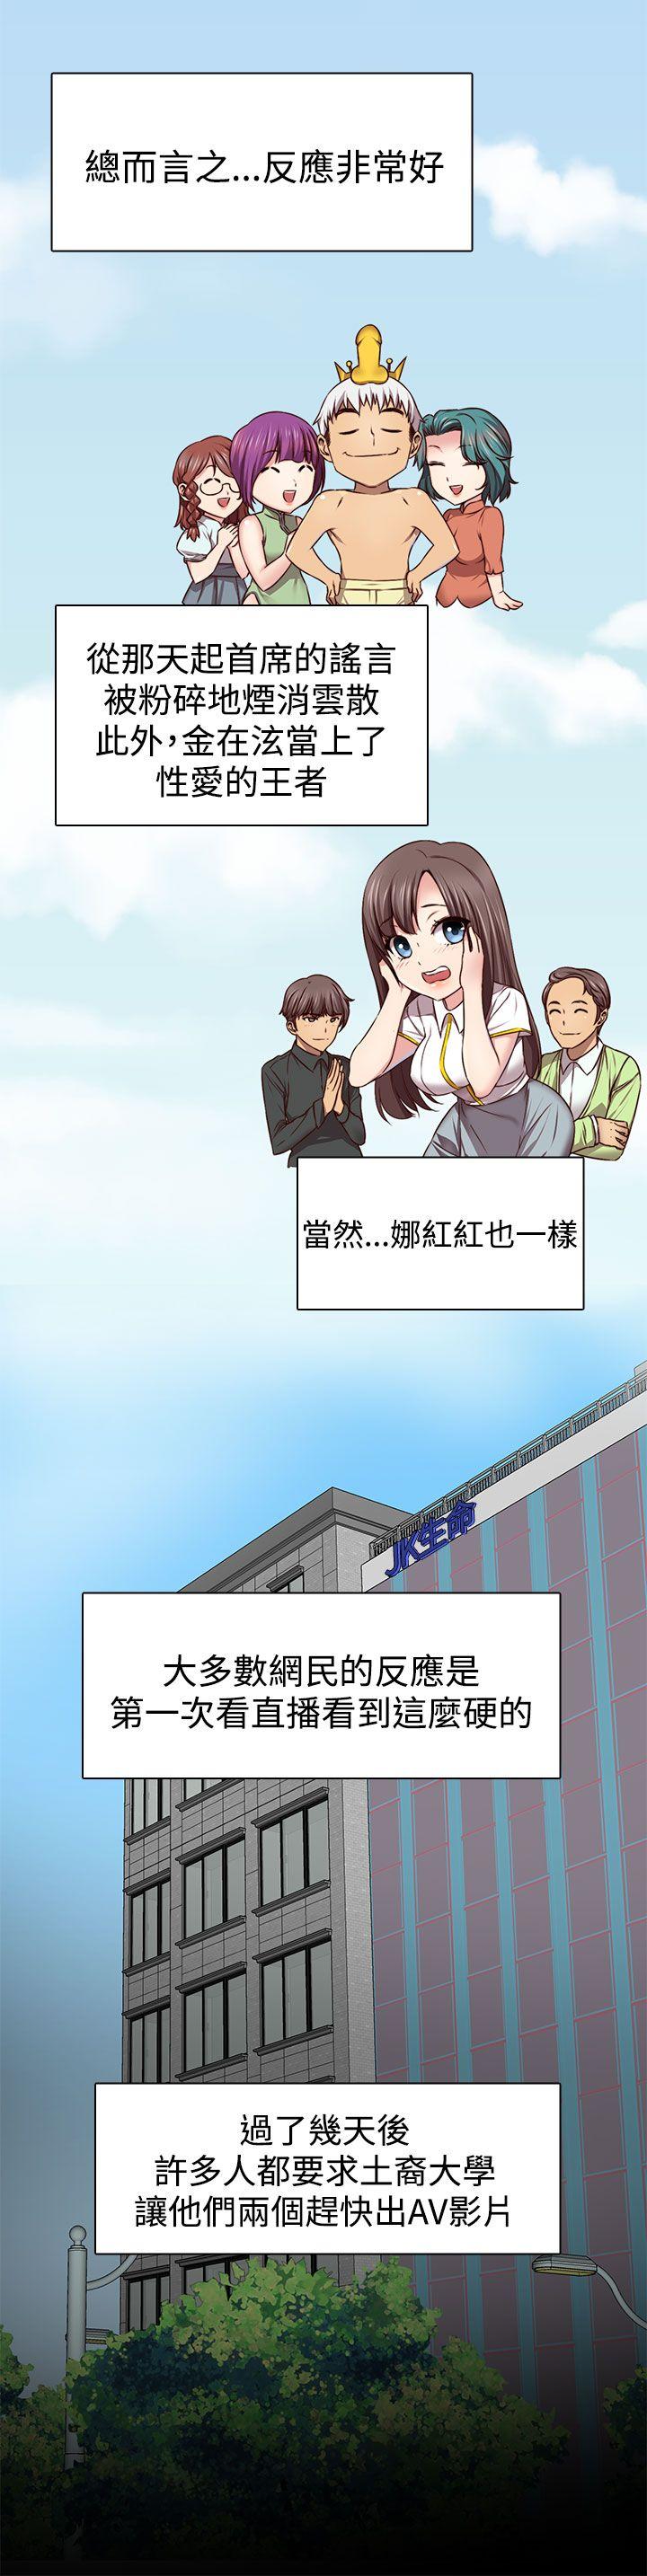 總而言之...反應非常好
從那天起首席的謠言
被粉碎地煙消雲散
此外,金在泫當上了
性愛的王者
當然...娜紅紅也一樣
JK生命
大多數網民的反應是
第一次看直播看到這麼硬的
過了幾天後
許多人都要求土裔大學
讓他們兩個趕快出AV影片